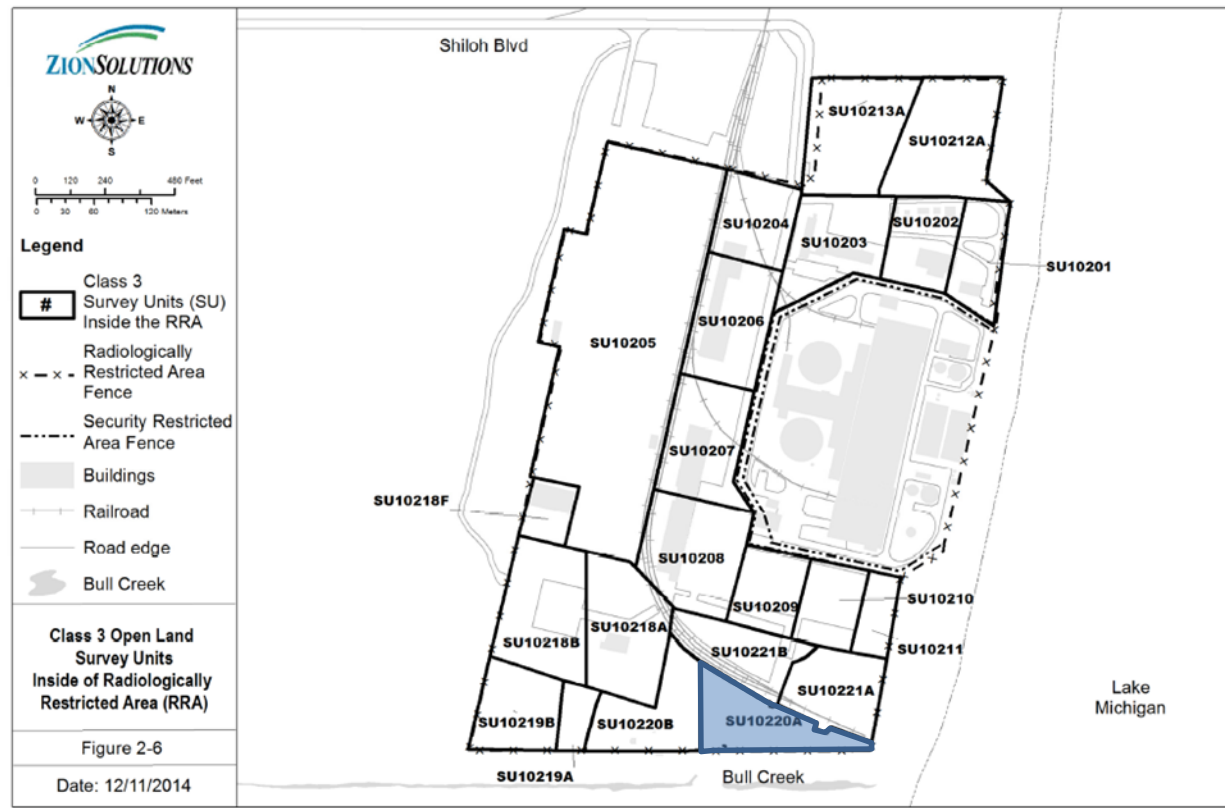 ZIONSOLUTIONS
N
W E
S
0 120 240 480 Feet
0 30 60 120 Meters
Legend
#
Class 3
Survey Units (SU)
Inside the RRA
Radiologically
Restricted Area
Fence
Security Restricted
Area Fence
Buildings
Railroad
Road edge
Bull Creek
Class 3 Open Land
Survey Units
Inside of Radiologically
Restricted Area (RRA)
Figure 2-6
Date: 12/11/2014
Shiloh Blvd
SU10213A
SU10212A
SU10204
SU10202
SU10203
SU10201
SU10206
SU10205
SU10207
SU10218F
SU10208
SU10210
SU10209
SU10218A
SU10218B
SU10211
SU10221B
SU10221A
Lake
Michigan
SU10219B
SU10220B
SU10220A
SU10219A
Bull Creek